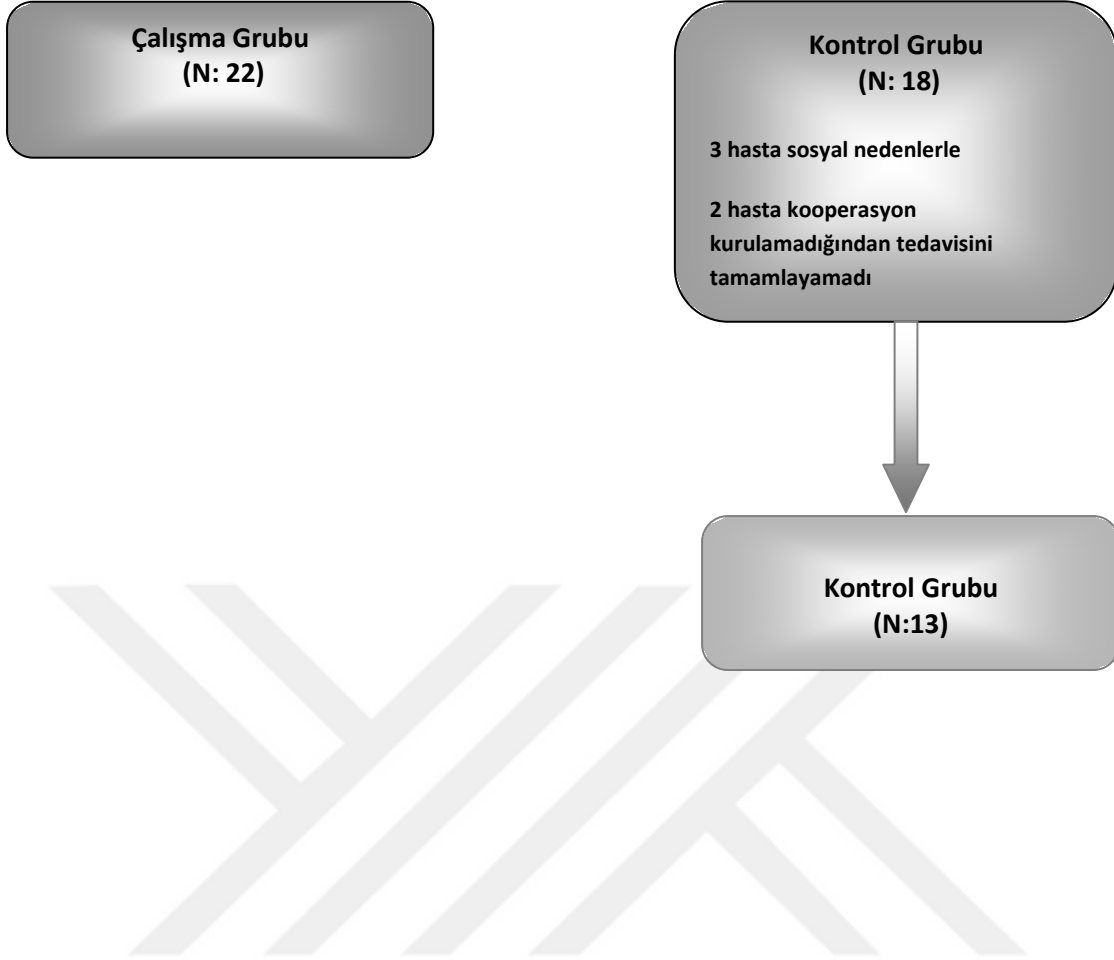 Çalışma Grubu
(N: 22)
Kontrol Grubu
(N: 18)
3 hasta sosyal nedenlerle
2 hasta kooperasyon
kurulamadığından tedavisini
tamamlayamadı
Kontrol Grubu
(N:13)